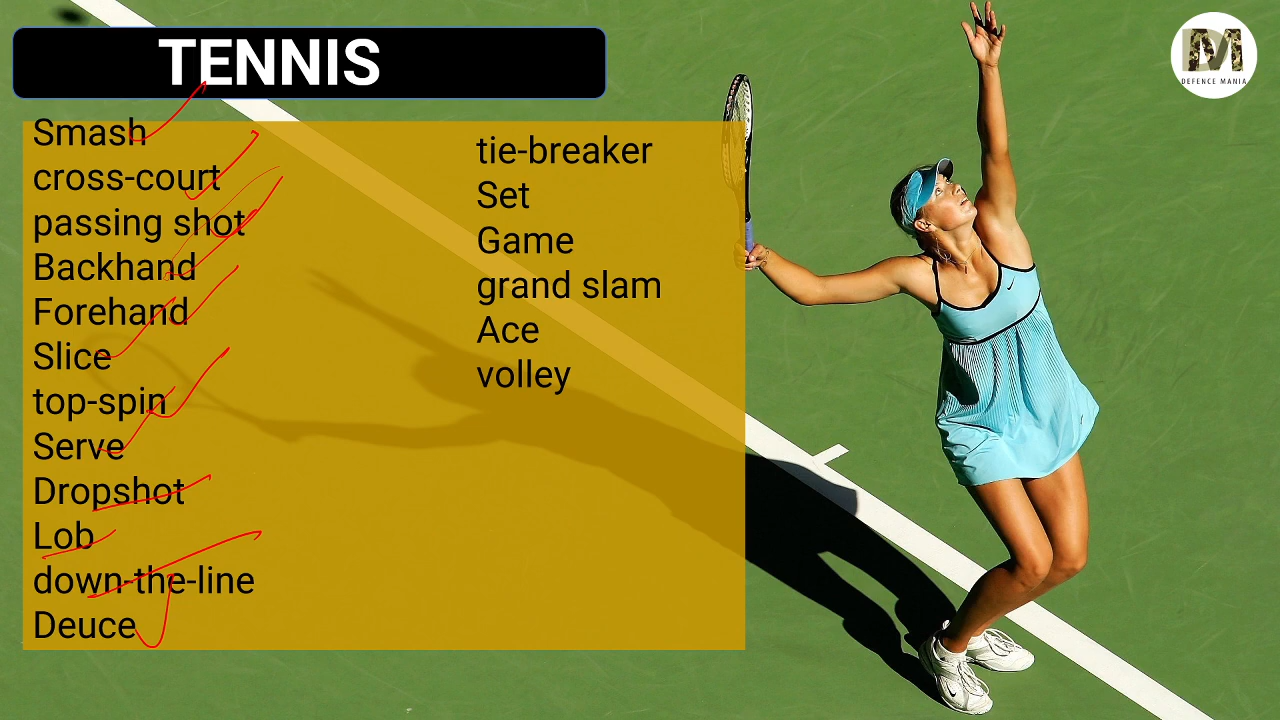 TENNIS
DEFENCE MANIA
Smash
cross-court
passing shot
Backhand
Forehand
Slice
top-spin
Serve
Dropshot
Lob
down-the-line
Deuce
tie-breaker
Set
Game
grand slam
Ace
volley